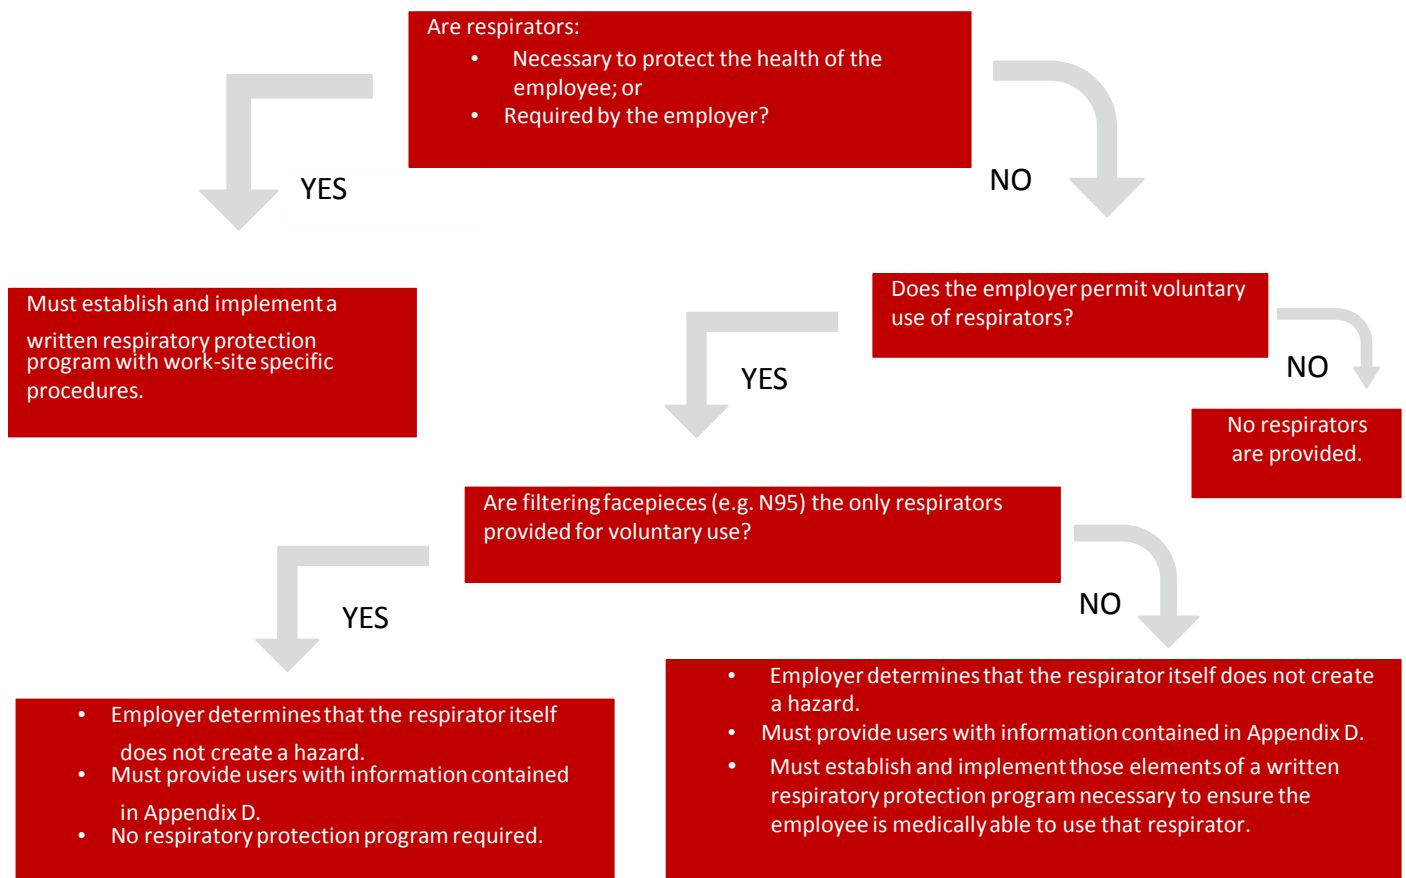 Are respirators:
• Necessary to protect the health of the
employee; or
• Required by the employer?
YES
NO
Must establish and implement a
written respiratory protection
program with work-site specific
procedures.
Does the employer permit voluntary
use of respirators?
YES
NO
No respirators
are provided.
Are filtering facepieces (e.g. N95) the only respirators
provided for voluntary use?
YES
NO
• Employer determines that the respirator itself
does not create a hazard.
• Must provide users with information contained
in Appendix D.
• No respiratory protection program required.
• Employer determines that the respirator itself does not create
a hazard.
• Must provide users with information contained in Appendix D.
• Must establish and implement those elements of a written
respiratory protection program necessary to ensure the
employee is medically able to use that respirator.